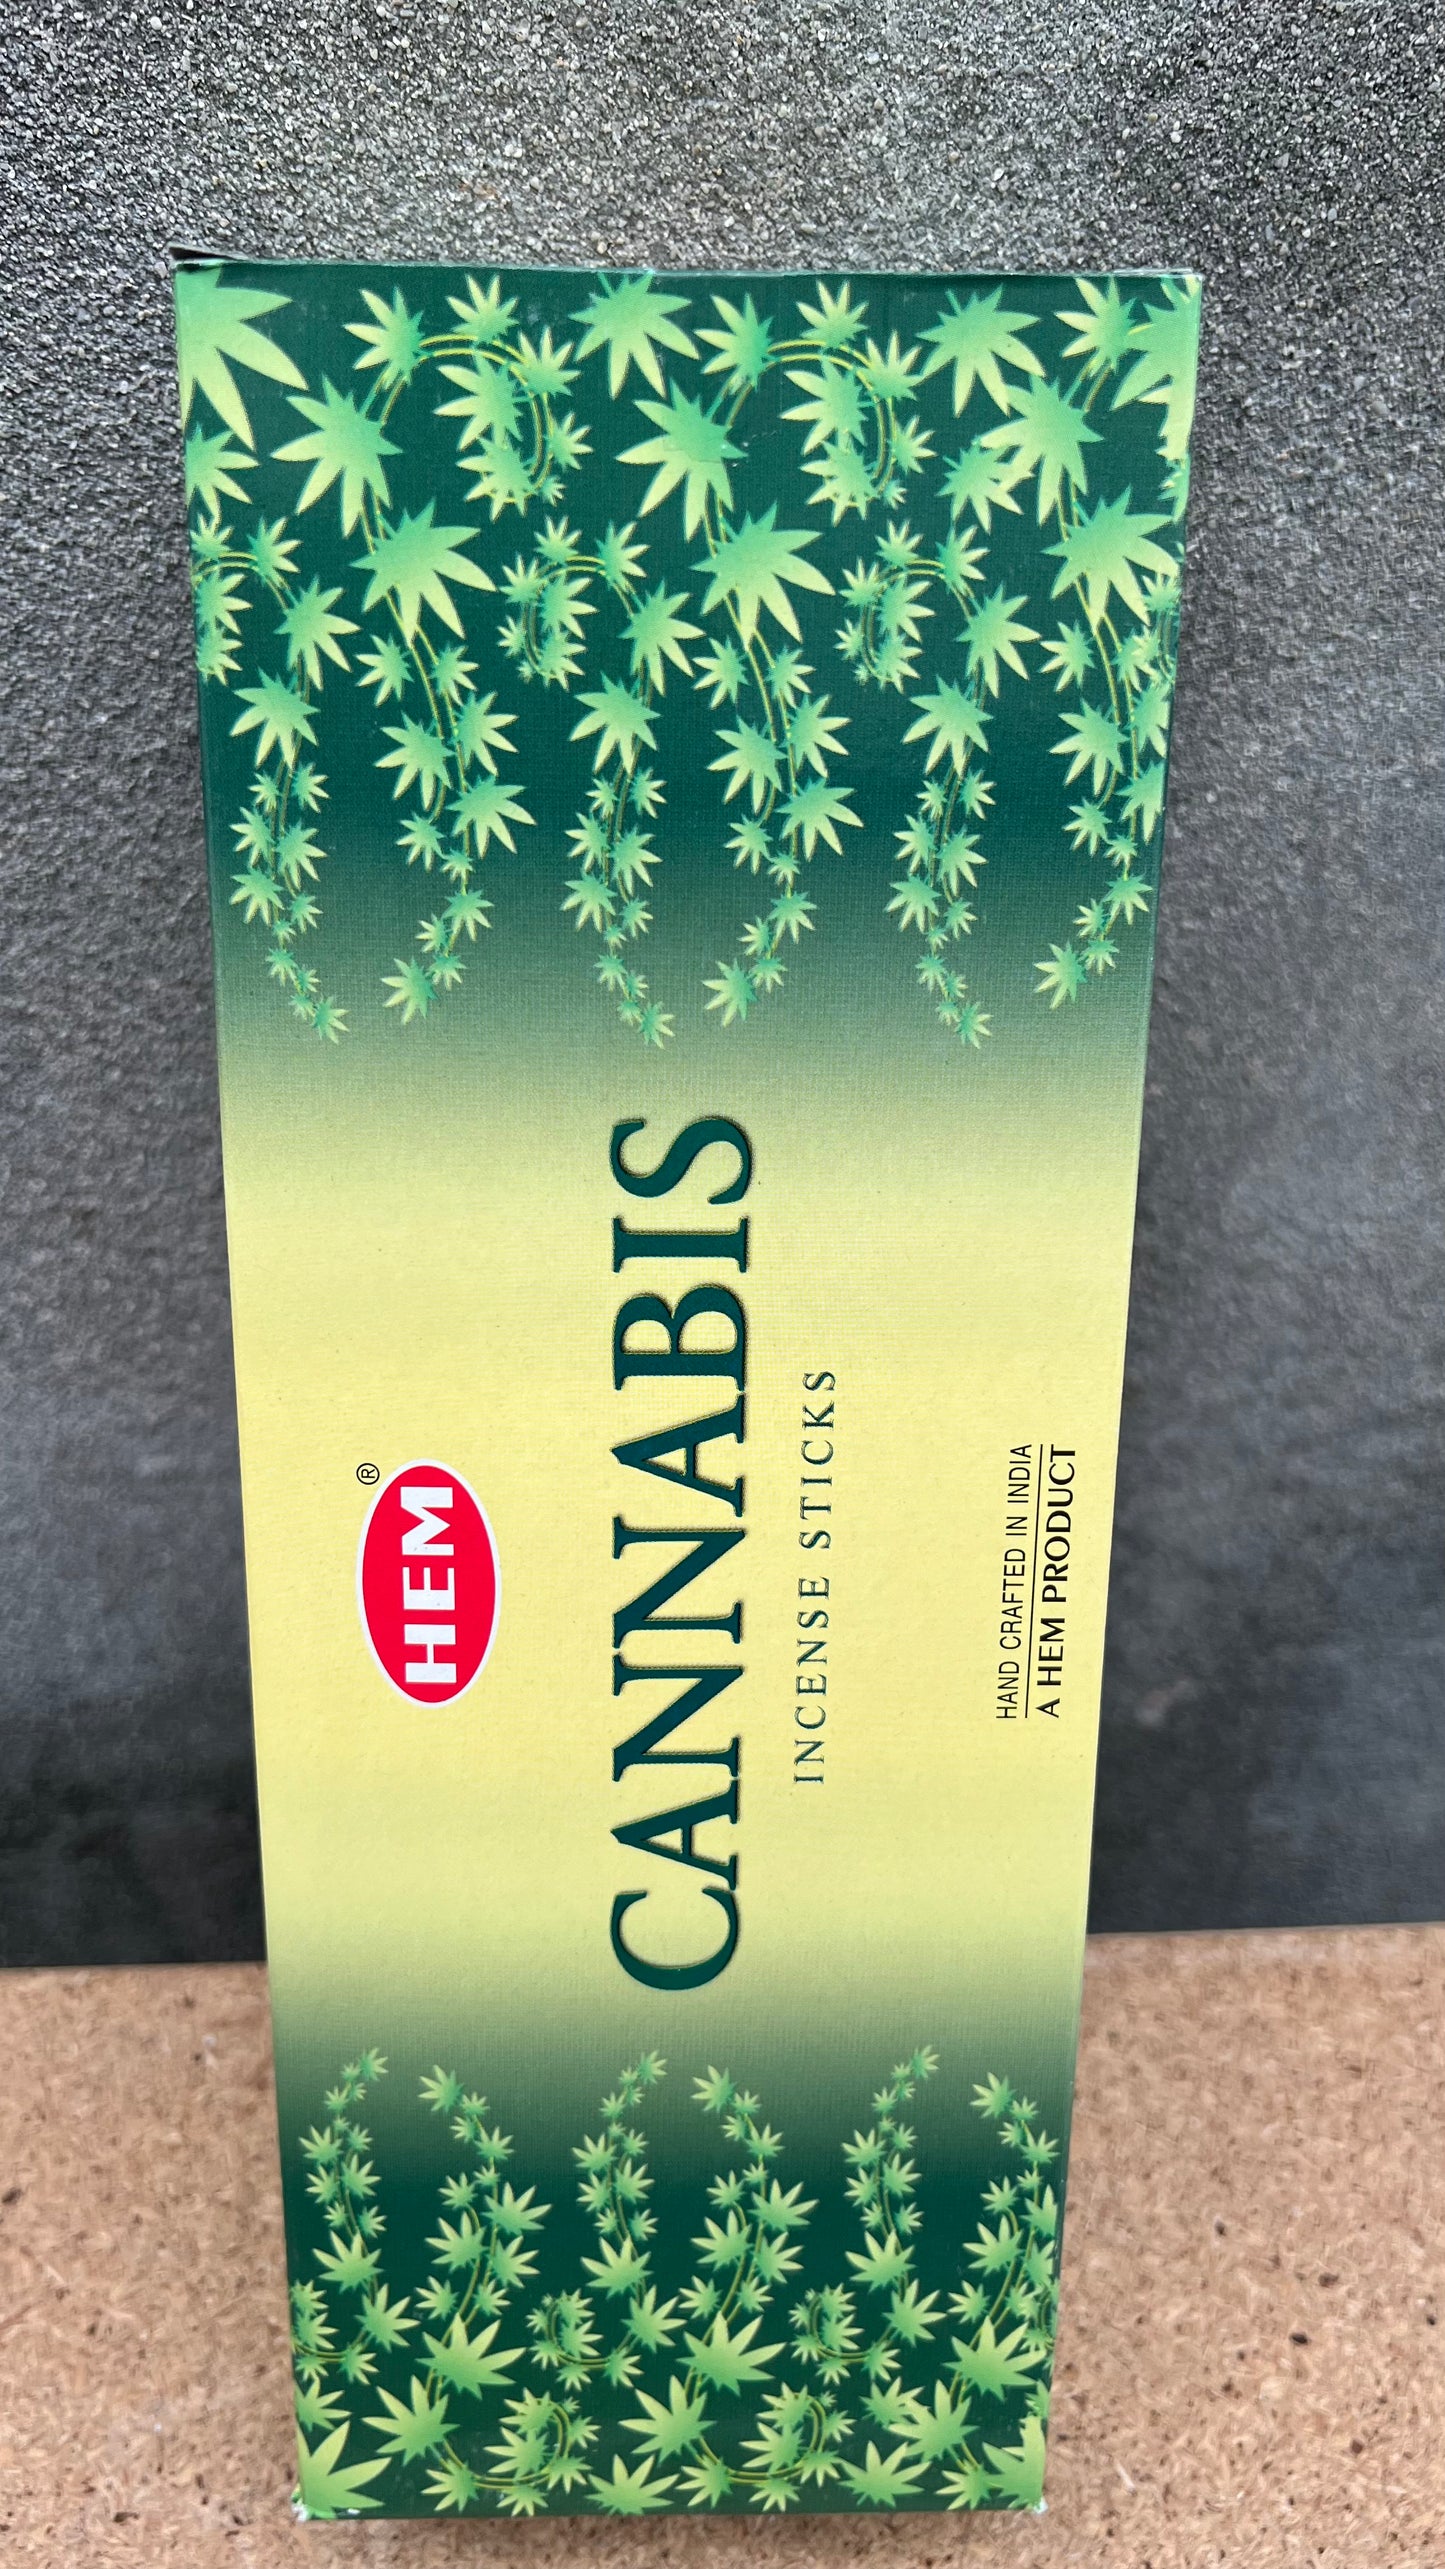 HEM®
CANNABIS
INCENSE STICKS
HAND CRAFTED IN INDIA
A HEM PRODUCT